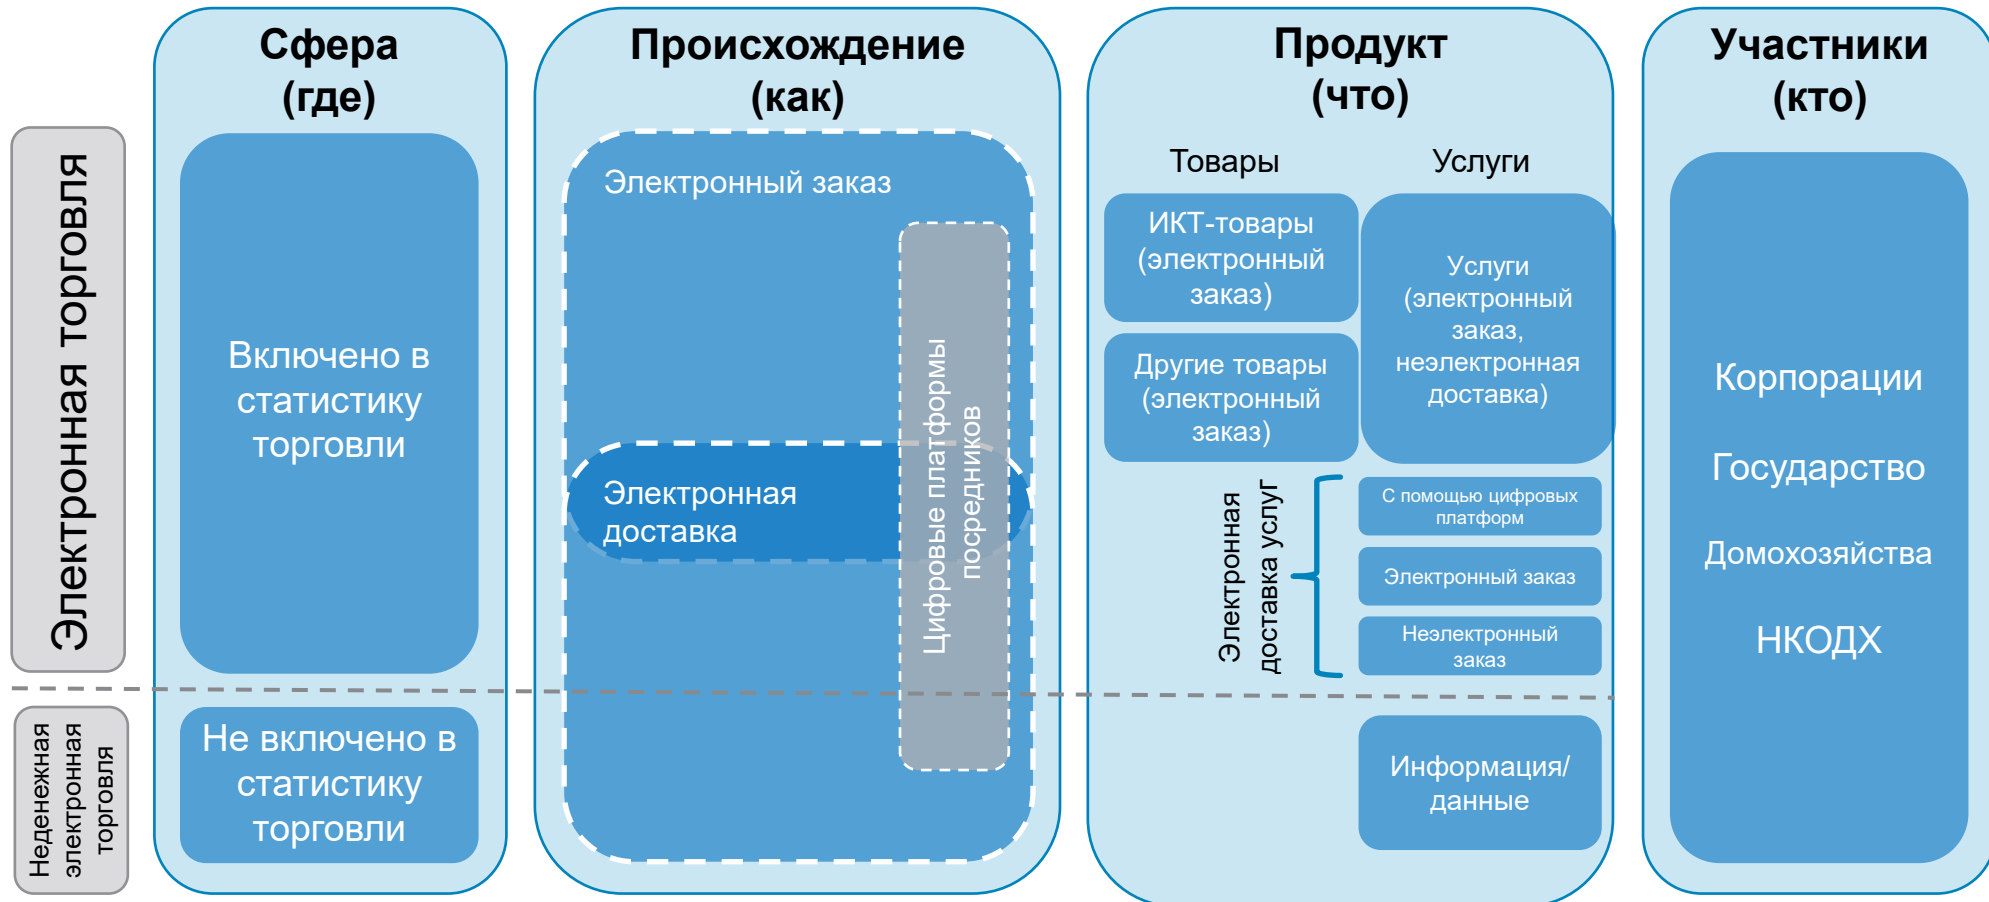 Электронная торговля
Неденежная
электронная
торговля
Сфера
(где)
Включено в
статистику
торговли
Не включено в
статистику
торговли
Происхождение
(как)
Электронный заказ
Электронная
доставка
Цифровые платформы
посредников
Продукт
(что)
Товары
Услуги
ИКТ-товары
(электронный
заказ)
Другие товары
(электронный
заказ)
Услуги
(электронный
заказ,
неэлектронная
доставка)
Электронная
доставка услуг
С помощью цифровых
платформ
Электронный заказ
Неэлектронный
заказ
Информация/
данные
Участники
(кто)
Корпорации
Государство
Домохозяйства
НКОДХ